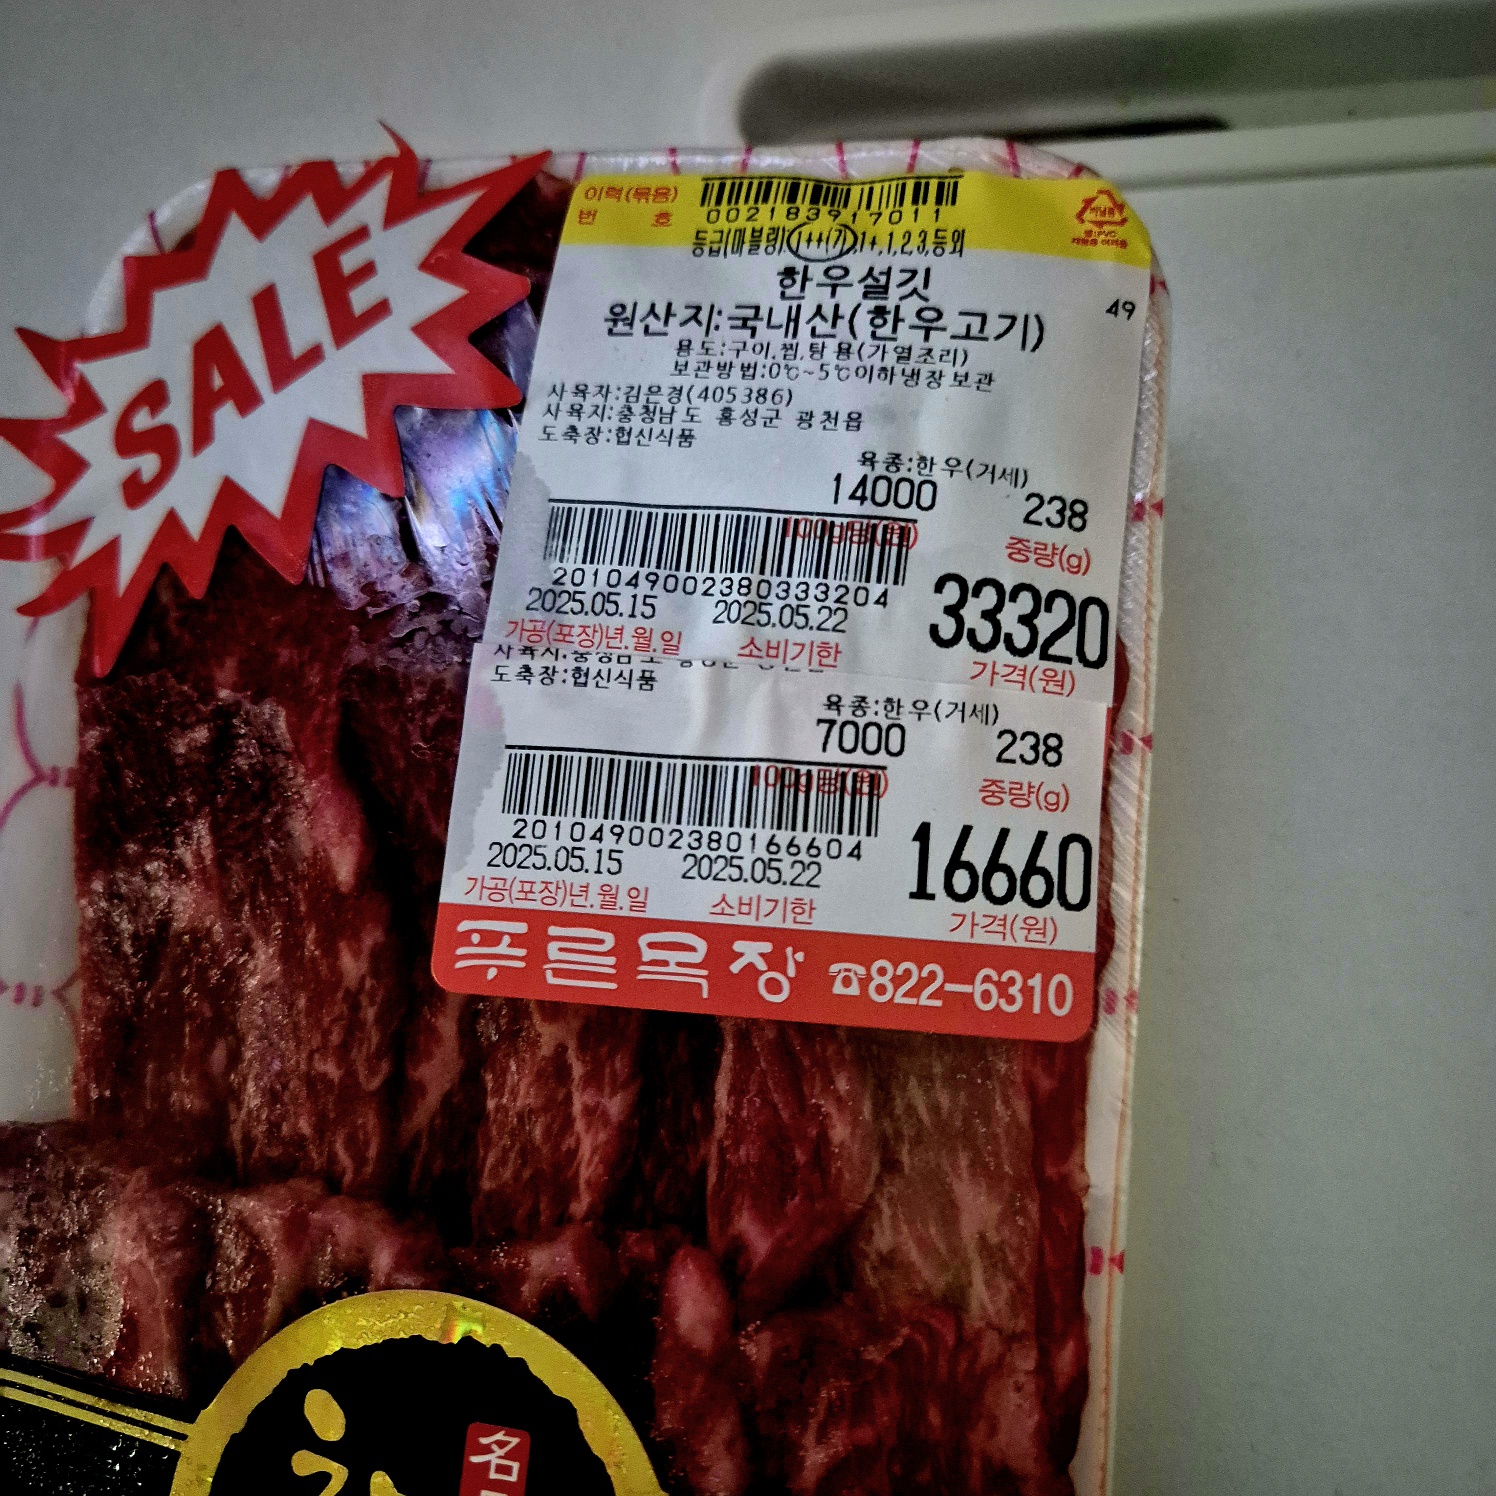 SALE
이력(묶음)
번 호
002183917011
등급(마블링) 1++(7),1+,1,2,3,등외
한우설깃
49
원산지:국내산(한우고기)
용도:구이.찜,탕 용(가열조리)
보관방법:0℃~5℃이하냉장보관
사육자:김은경(405386)
사육지:충청남도 홍성군 광천읍
도축장:협신식품
육종:한우(거세)
14000 238
100g당(원) 중량(g)
201049002380333204
2025.05.15 2025.05.22 33320
가공(포장)년.월.일 소비기한 가격(원)
도축장:협신식품
육종:한우(거세)
7000 238
100g당(원) 중량(g)
201049002380166604
2025.05.15 2025.05.22 16660
가공(포장)년.월.일 소비기한 가격(원)
푸른목장 ☎822-6310
名